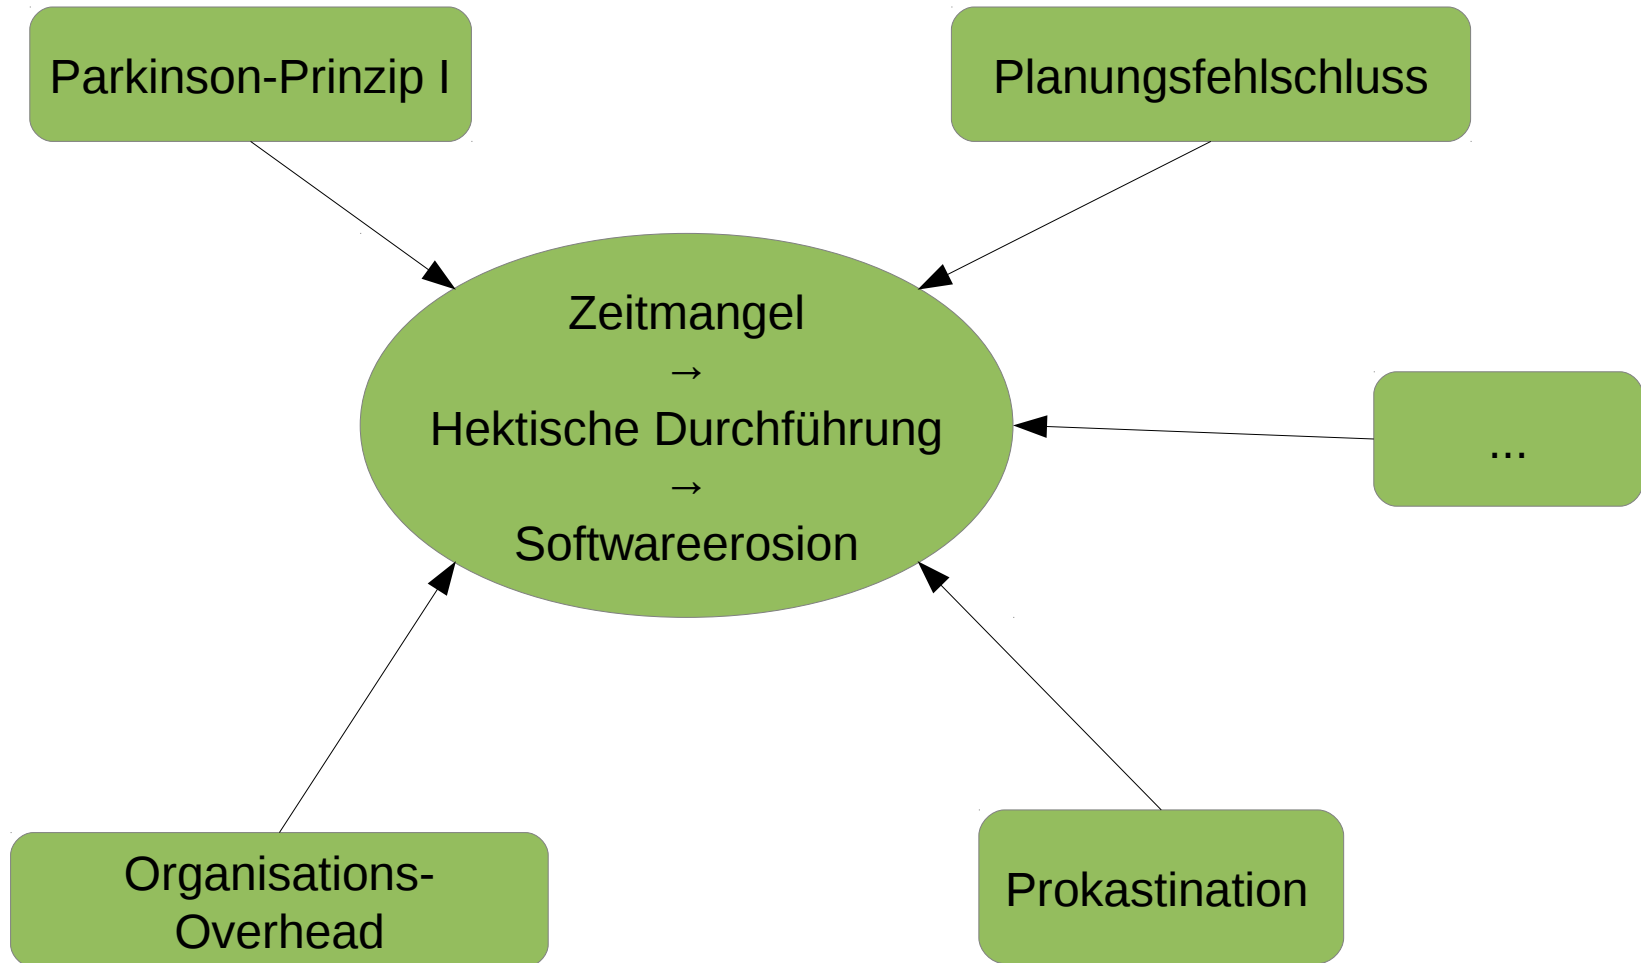 Parkinson-Prinzip I
Planungsfehlschluss
Zeitmangel
→
Hektische Durchführung
→
Softwareerosion
...
Organisations-
Overhead
Prokastination